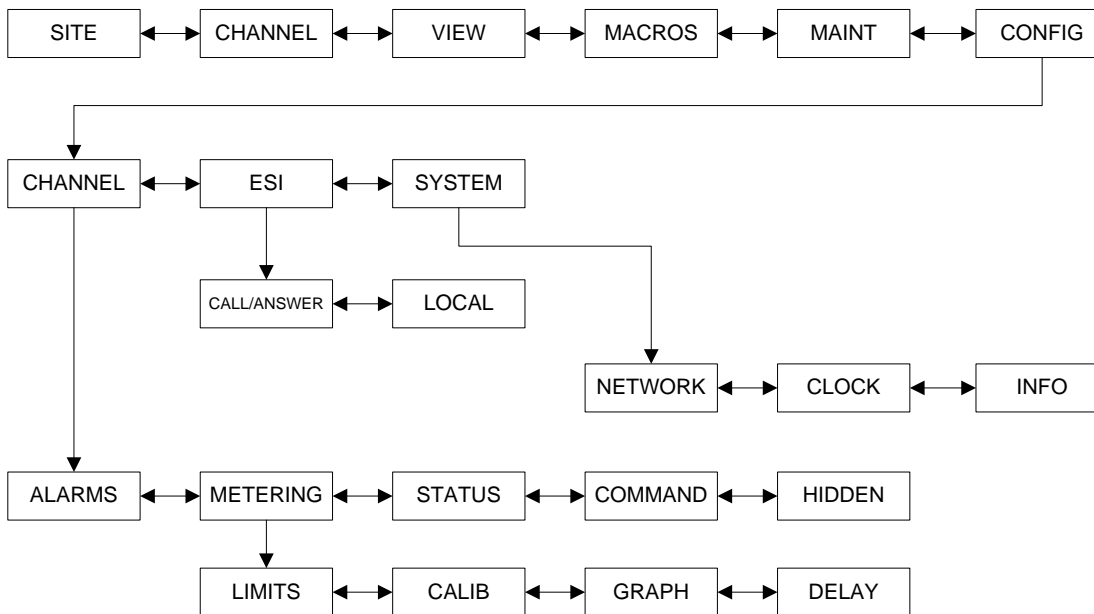 SITE
CHANNEL
VIEW
MACROS
MAINT
CONFIG
CHANNEL
ESI
SYSTEM
CALL/ANSWER
LOCAL
NETWORK
CLOCK
INFO
ALARMS
METERING
STATUS
COMMAND
HIDDEN
LIMITS
CALIB
GRAPH
DELAY